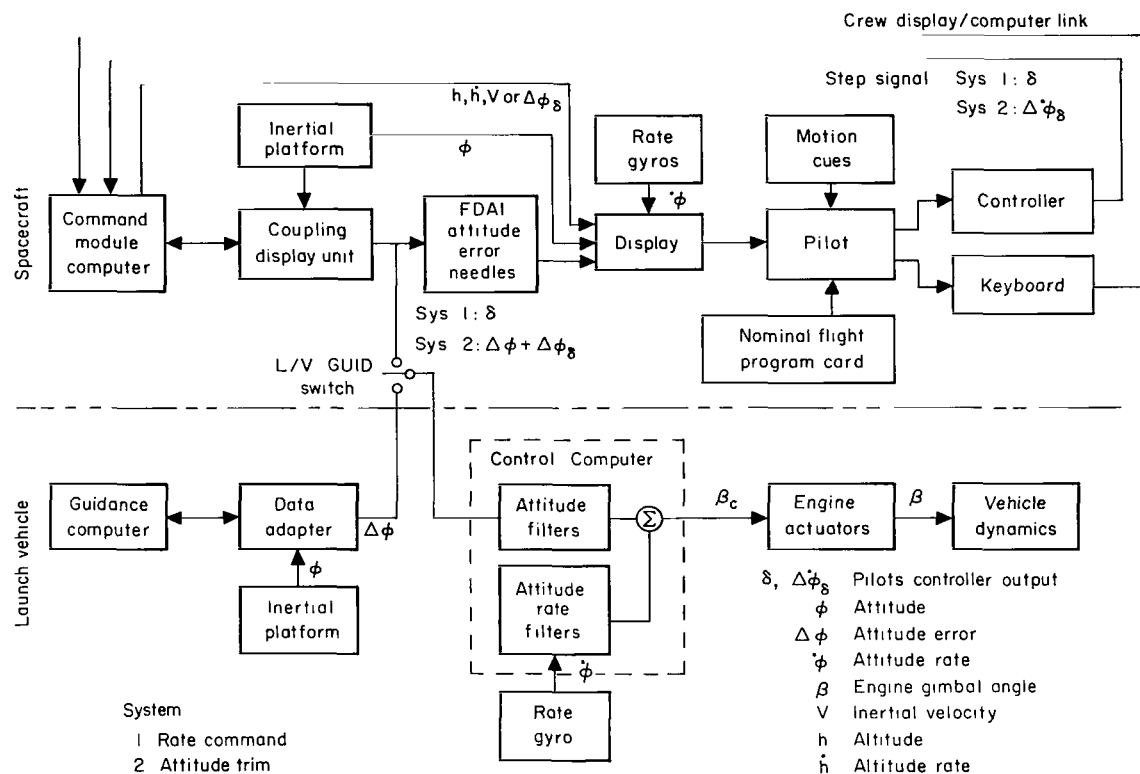 Crew display/computer link
Step signal Sys 1: δ
Sys 2: Δφ̇δ
h, ḣ, V or Δφδ
Inertial
platform
φ
Rate
gyros
φ̇
Motion
cues
Spacecraft
Command
module
computer
Coupling
display unit
FDAI
attitude
error
needles
Display
Pilot
Controller
Keyboard
Sys 1: δ
Sys 2: Δφ + Δφδ
Nominal flight
program card
L/V GUID
switch
Launch vehicle
Guidance
computer
Data
adapter
Δφ
φ
Inertial
platform
Control Computer
Attitude
filters
Σ
βc
Engine
actuators
β
Vehicle
dynamics
Attitude
rate
filters
φ̇
Rate
gyro
δ, Δφ̇δ Pilots controller output
φ Attitude
Δφ Attitude error
φ̇ Attitude rate
β Engine gimbal angle
V Inertial velocity
h Altitude
ḣ Altitude rate
System
1 Rate command
2 Attitude trim